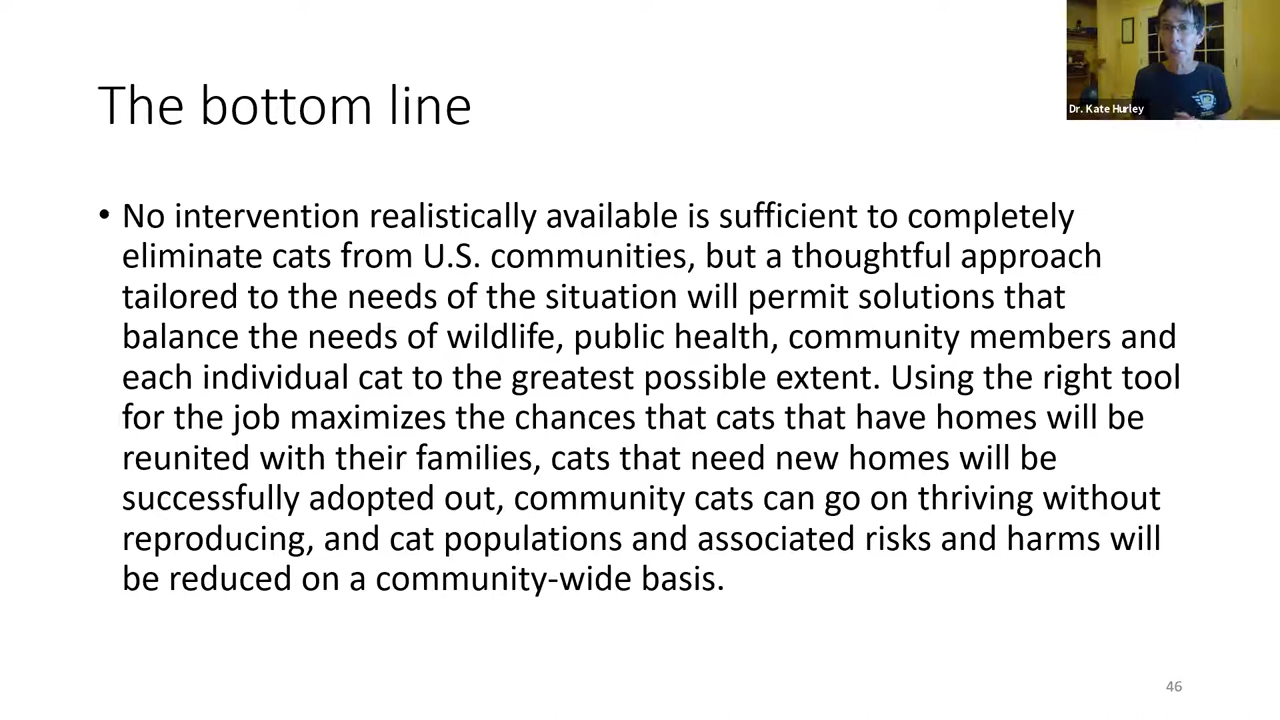 The bottom line
Dr. Kate Hurley
• No intervention realistically available is sufficient to completely
eliminate cats from U.S. communities, but a thoughtful approach
tailored to the needs of the situation will permit solutions that
balance the needs of wildlife, public health, community members and
each individual cat to the greatest possible extent. Using the right tool
for the job maximizes the chances that cats that have homes will be
reunited with their families, cats that need new homes will be
successfully adopted out, community cats can go on thriving without
reproducing, and cat populations and associated risks and harms will
be reduced on a community-wide basis.
46